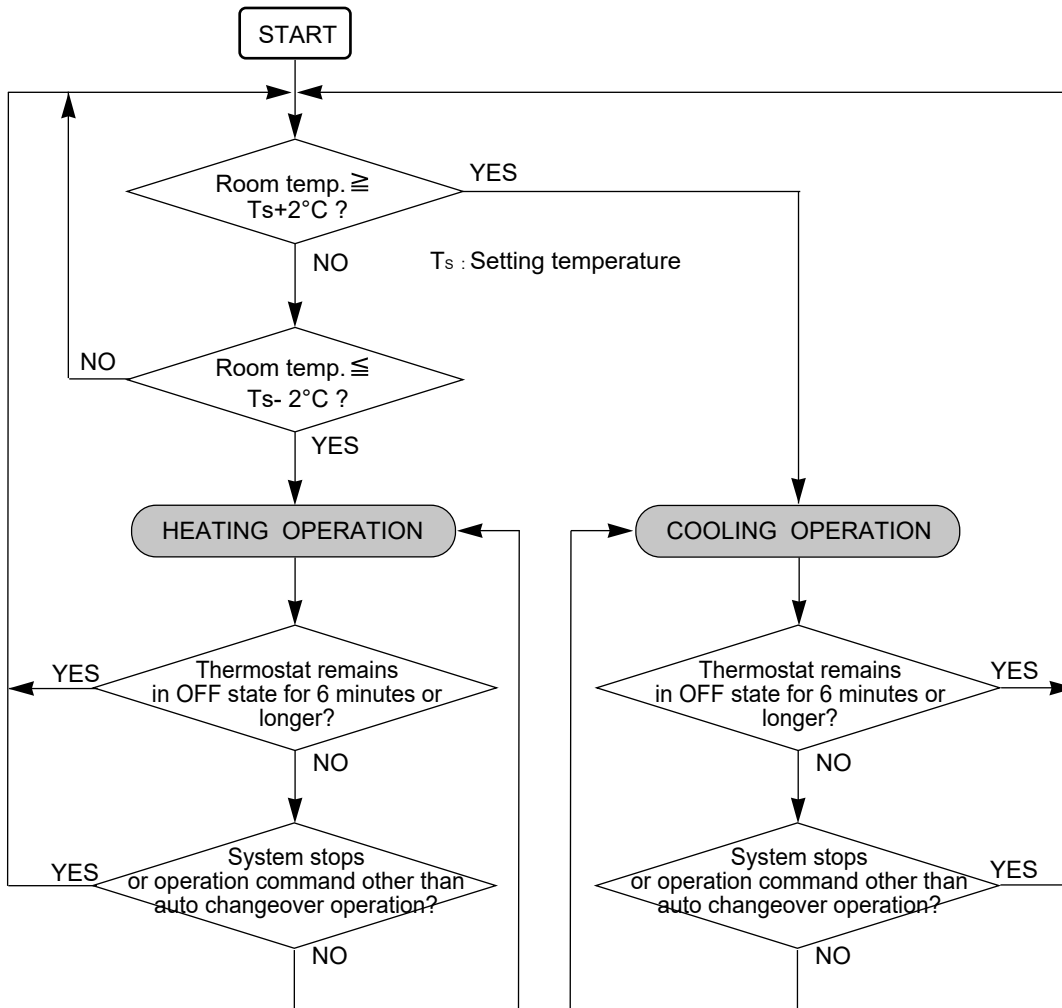 START
Room temp. ≧
Ts+2°C ?
YES
NO
Ts : Setting temperature
NO
Room temp. ≦
Ts- 2°C ?
YES
HEATING OPERATION
COOLING OPERATION
YES
Thermostat remains
in OFF state for 6 minutes or
longer?
NO
Thermostat remains
in OFF state for 6 minutes or
longer?
YES
NO
YES
System stops
or operation command other than
auto changeover operation?
NO
System stops
or operation command other than
auto changeover operation?
YES
NO